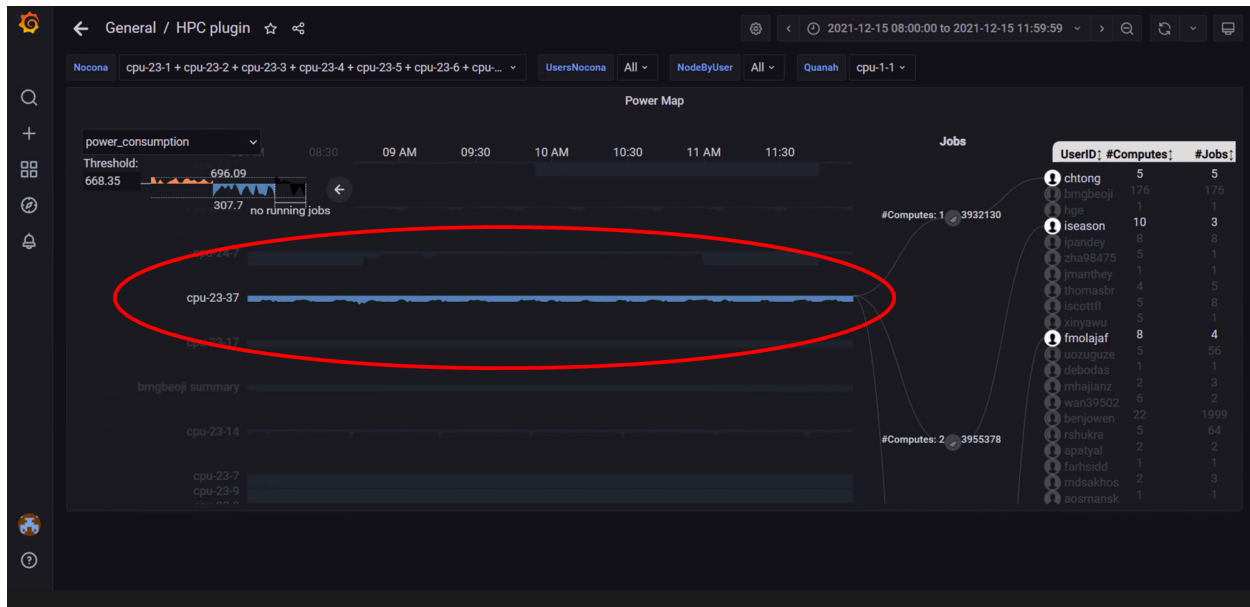 General / HPC plugin
2021-12-15 08:00:00 to 2021-12-15 11:59:59
Nocona cpu-23-1 + cpu-23-2 + cpu-23-3 + cpu-23-4 + cpu-23-5 + cpu-23-6 + cpu-...
UsersNocona All NodeByUser All Quanah cpu-1-1
Power Map
power_consumption
08:30 09 AM 09:30 10 AM 10:30 11 AM 11:30
Jobs
Threshold:
668.35
696.09
307.7 no running jobs
cpu-24-7
cpu-23-37
cpu-23-17
bmgbeoji summary
cpu-23-14
cpu-23-7
cpu-23-9
#Computes: 1 3932130
#Computes: 2 3955378
UserID↕ #Computes↕ #Jobs↕
chtong 5 5
bmgbeoji 176 176
hge 1 1
iseason 10 3
ipandey 8 8
zha98475 5 1
jmanthey 1 1
thomasbr 4 5
iscottfl 5 8
xinyawu 5 1
fmolajaf 8 4
uozuguze 5 56
debodas 1 1
mhajianz 2 3
wan39502 6 2
benjowen 22 1999
rshukre 5 64
apatyal 2 2
farhsidd 1 1
mdsakhos 2 3
aosmansk 1 1